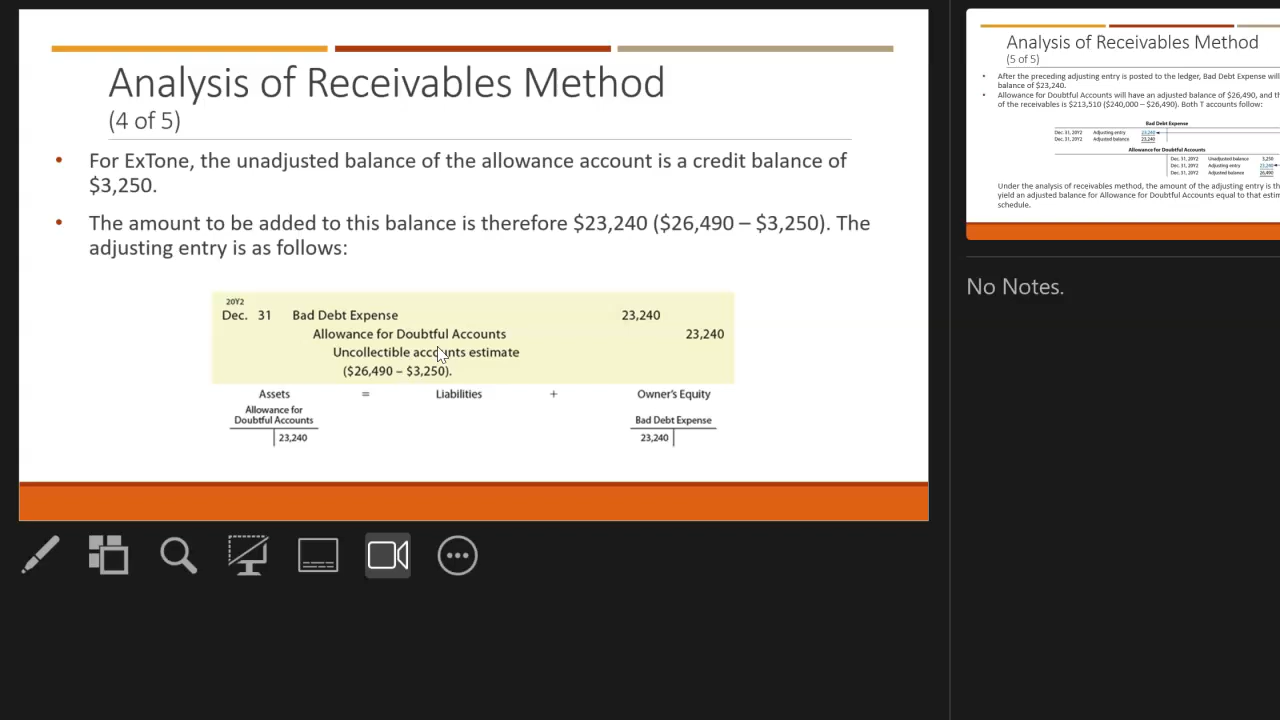 Analysis of Receivables Method
(4 of 5)
• For ExTone, the unadjusted balance of the allowance account is a credit balance of
$3,250.
• The amount to be added to this balance is therefore $23,240 ($26,490 – $3,250). The
adjusting entry is as follows:
20Y2
Dec. 31 Bad Debt Expense 23,240
Allowance for Doubtful Accounts 23,240
Uncollectible accounts estimate
($26,490 – $3,250).
Assets = Liabilities + Owner's Equity
Allowance for
Doubtful Accounts Bad Debt Expense
23,240 23,240
Analysis of Receivables Method
(5 of 5)
• After the preceding adjusting entry is posted to the ledger, Bad Debt Expense will
balance of $23,240.
• Allowance for Doubtful Accounts will have an adjusted balance of $26,490, and th
of the receivables is $213,510 ($240,000 – $26,490). Both T accounts follow:
Bad Debt Expense
Dec. 31, 20Y2 Adjusting entry 23,240
Dec. 31, 20Y2 Adjusted balance 23,240
Allowance for Doubtful Accounts
Dec. 31, 20Y2 Unadjusted balance 3,250
Dec. 31, 20Y2 Adjusting entry 23,240
Dec. 31, 20Y2 Adjusted balance 26,490
Under the analysis of receivables method, the amount of the adjusting entry is th
yield an adjusted balance for Allowance for Doubtful Accounts equal to that estim
schedule.
No Notes.